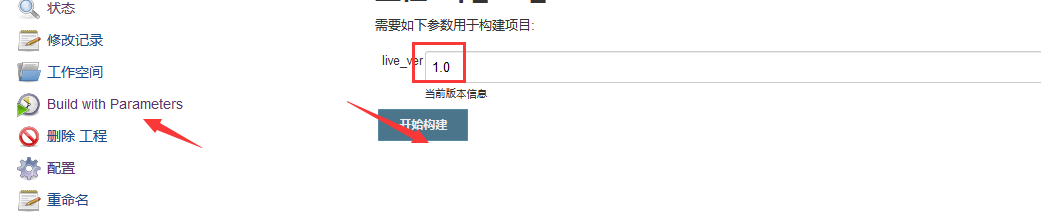 状态
修改记录
工作空间
Build with Parameters
删除 工程
配置
重命名
需要如下参数用于构建项目:
live_ver
1.0
当前版本信息
开始构建